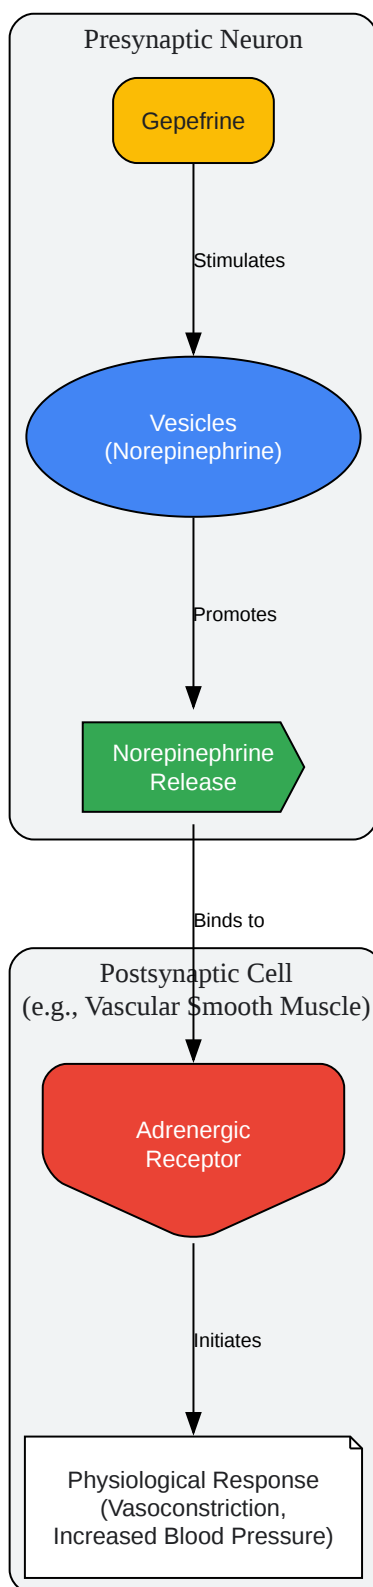 Presynaptic Neuron
Gepefrine
Stimulates
Vesicles
(Norepinephrine)
Promotes
Norepinephrine
Release
Binds to
Postsynaptic Cell
(e.g., Vascular Smooth Muscle)
Adrenergic
Receptor
Initiates
Physiological Response
(Vasoconstriction,
Increased Blood Pressure)